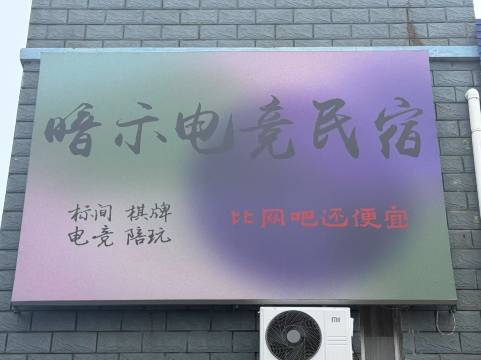 暗示电竞民宿
标间 棋牌
电竞 陪玩
比网吧还便宜
MI